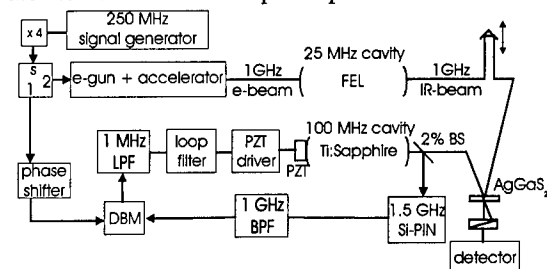 250 MHz
signal generator
x 4
s
1 2
e-gun + accelerator
1GHz
e-beam
25 MHz cavity
FEL
1GHz
IR-beam
1 MHz
LPF
loop
filter
PZT
driver
PZT
100 MHz cavity
Ti:Sapphire
2% BS
AgGaS2
phase
shifter
DBM
1 GHz
BPF
1.5 GHz
Si-PIN
detector